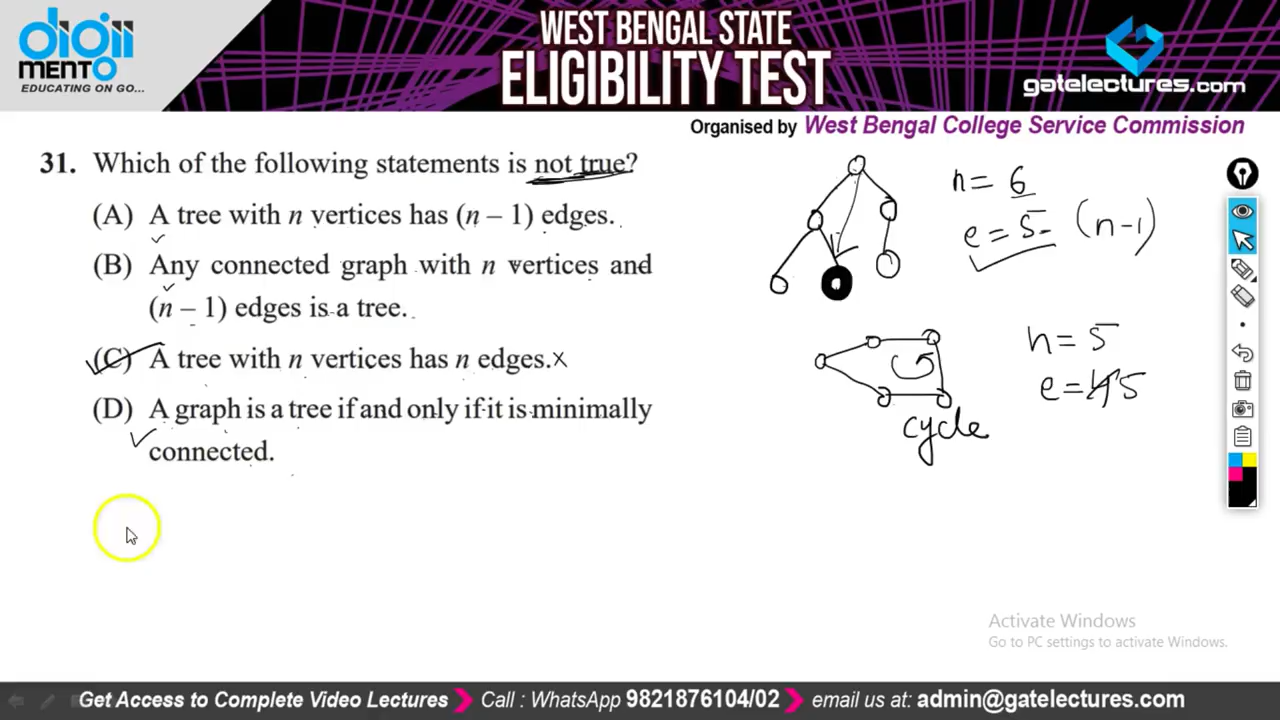 digii
mento
EDUCATING ON GO...
WEST BENGAL STATE
ELIGIBILITY TEST
gatelectures.com
Organised by West Bengal College Service Commission
31. Which of the following statements is not true?
(A) A tree with n vertices has (n – 1) edges.
(B) Any connected graph with n vertices and
(n – 1) edges is a tree.
(C) A tree with n vertices has n edges.x
(D) A graph is a tree if and only if it is minimally
connected.
n = 6
e = 5 (n-1)
n = 5
e = 5
cycle
Activate Windows
Go to PC settings to activate Windows.
Get Access to Complete Video Lectures
Call : WhatsApp 9821876104/02
email us at: admin@gatelectures.com